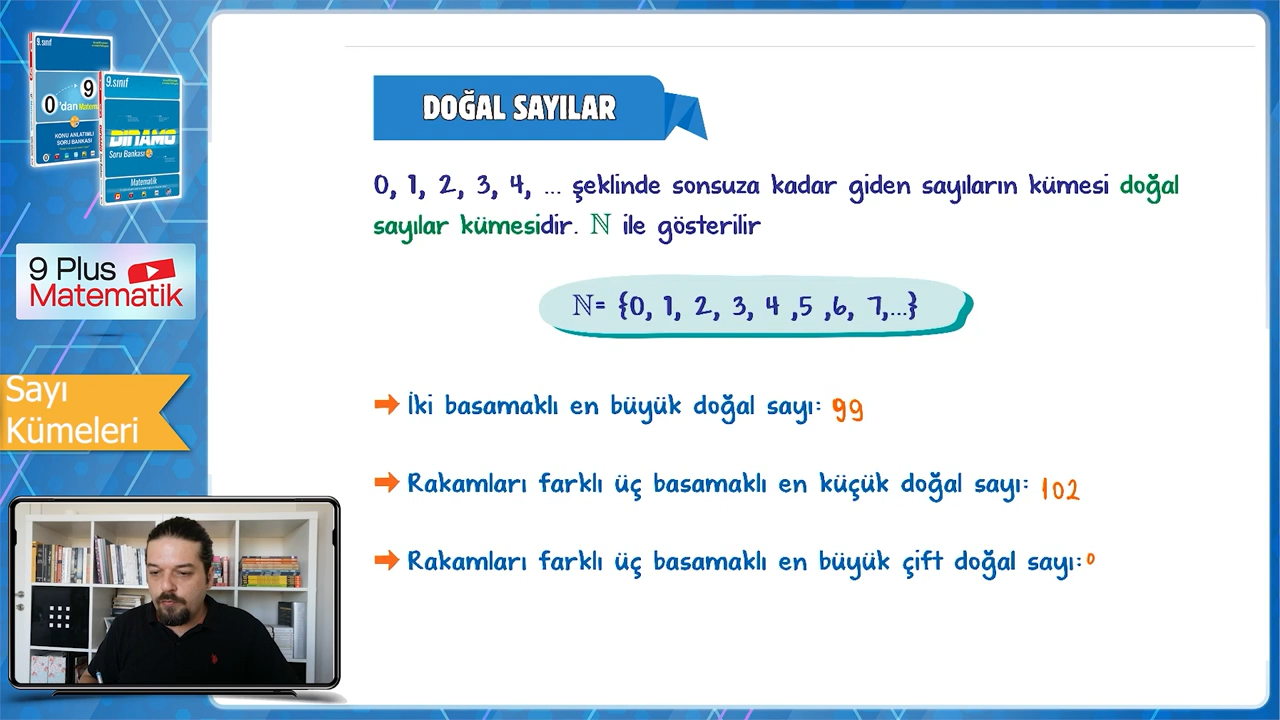 9.sınıf
0'dan 9
Matem
KONU ANLATIMLI
SORU BANKASI
9.sınıf
DINAMO
Soru Bankası
Matematik
9 Plus
Matematik
Sayı
Kümeleri
DOĞAL SAYILAR
0, 1, 2, 3, 4, ... şeklinde sonsuza kadar giden sayıların kümesi doğal
sayılar kümesidir. ℕ ile gösterilir
ℕ= {0, 1, 2, 3, 4 ,5 ,6, 7,...}
➡ İki basamaklı en büyük doğal sayı: 99
➡ Rakamları farklı üç basamaklı en küçük doğal sayı: 102
➡ Rakamları farklı üç basamaklı en büyük çift doğal sayı: